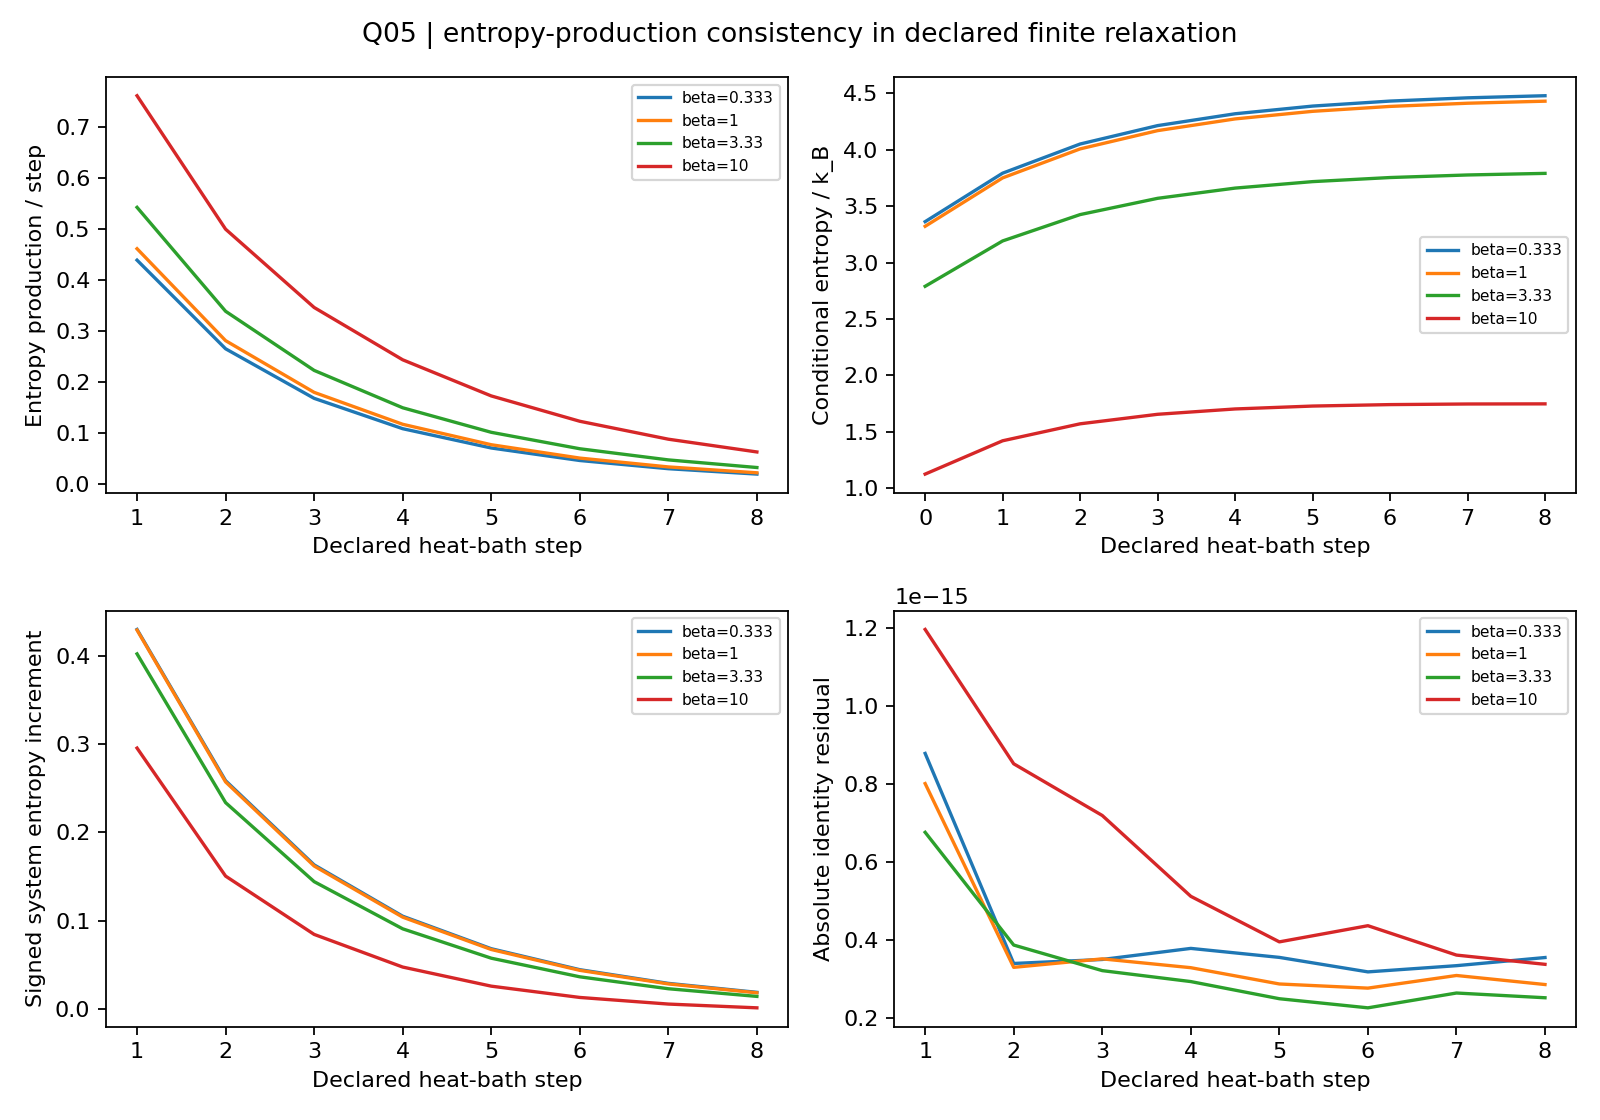 Q05 | entropy-production consistency in declared finite relaxation
Entropy production / step
0.7
0.6
0.5
0.4
0.3
0.2
0.1
0.0
1 2 3 4 5 6 7 8
Declared heat-bath step
beta=0.333
beta=1
beta=3.33
beta=10
Conditional entropy / k_B
4.5
4.0
3.5
3.0
2.5
2.0
1.5
1.0
0 1 2 3 4 5 6 7 8
Declared heat-bath step
beta=0.333
beta=1
beta=3.33
beta=10
Signed system entropy increment
0.4
0.3
0.2
0.1
0.0
1 2 3 4 5 6 7 8
Declared heat-bath step
beta=0.333
beta=1
beta=3.33
beta=10
1e−15
Absolute identity residual
1.2
1.0
0.8
0.6
0.4
0.2
1 2 3 4 5 6 7 8
Declared heat-bath step
beta=0.333
beta=1
beta=3.33
beta=10